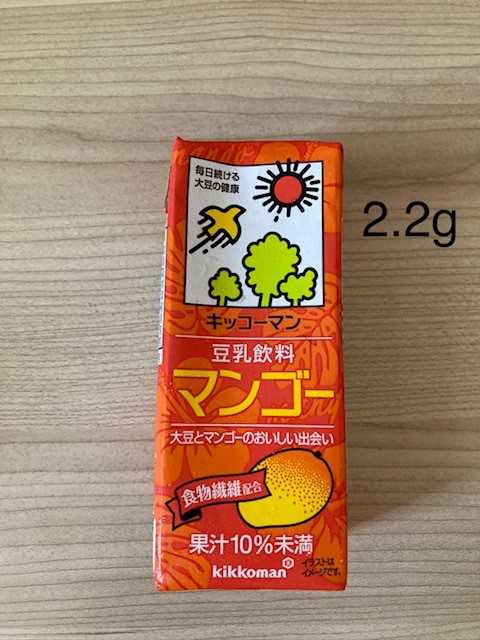 毎日続ける
大豆の健康
2.2g
キッコーマン
豆乳飲料
マンゴー
大豆とマンゴーのおいしい出会い
食物繊維配合
果汁10%未満
イラストは
イメージです。
kikkoman